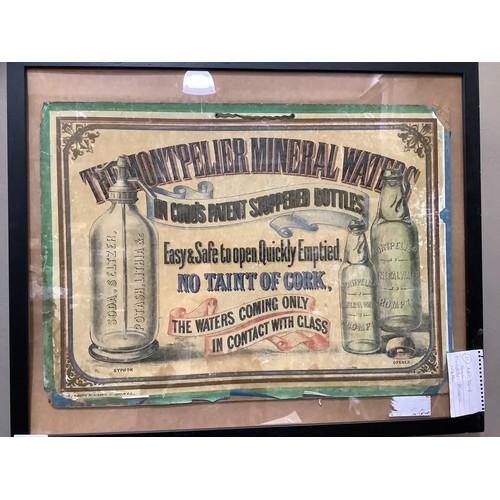 THE MONTPELIER MINERAL WATERS
IN CODD'S PATENT STOPPERED BOTTLES
Easy & Safe to open, Quickly Emptied,
NO TAINT OF CORK,
THE WATERS COMING ONLY
IN CONTACT WITH GLASS
SODA, SELTZER,
POTASH, LITHIA &c
SYPHON
OPENER